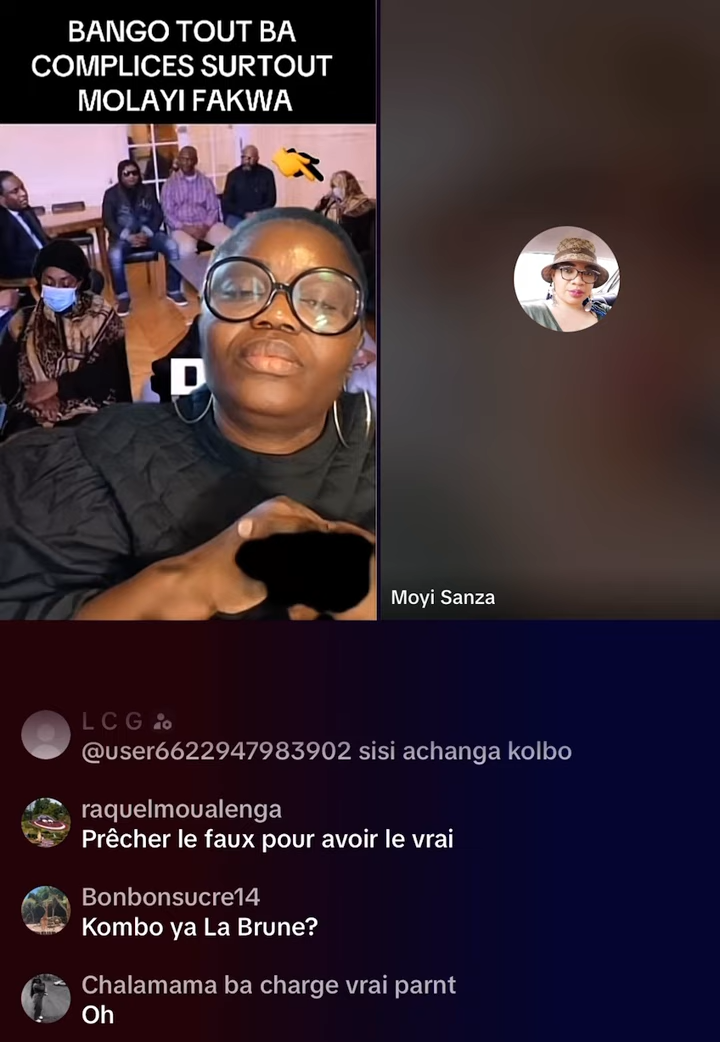 BANGO TOUT BA
COMPLICES SURTOUT
MOLAYI FAKWA
D
Moyi Sanza
L C G
@user6622947983902 sisi achanga kolbo
raquelmoualenga
Prêcher le faux pour avoir le vrai
Bonbonsucre14
Kombo ya La Brune?
Chalamama ba charge vrai parnt
Oh